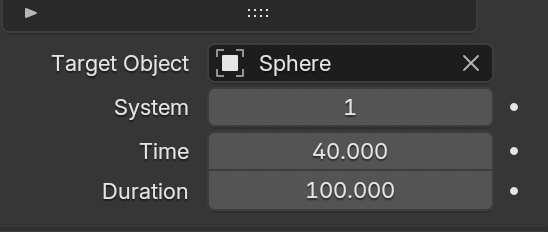 Target Object Sphere
System 1
Time 40.000
Duration 100.000